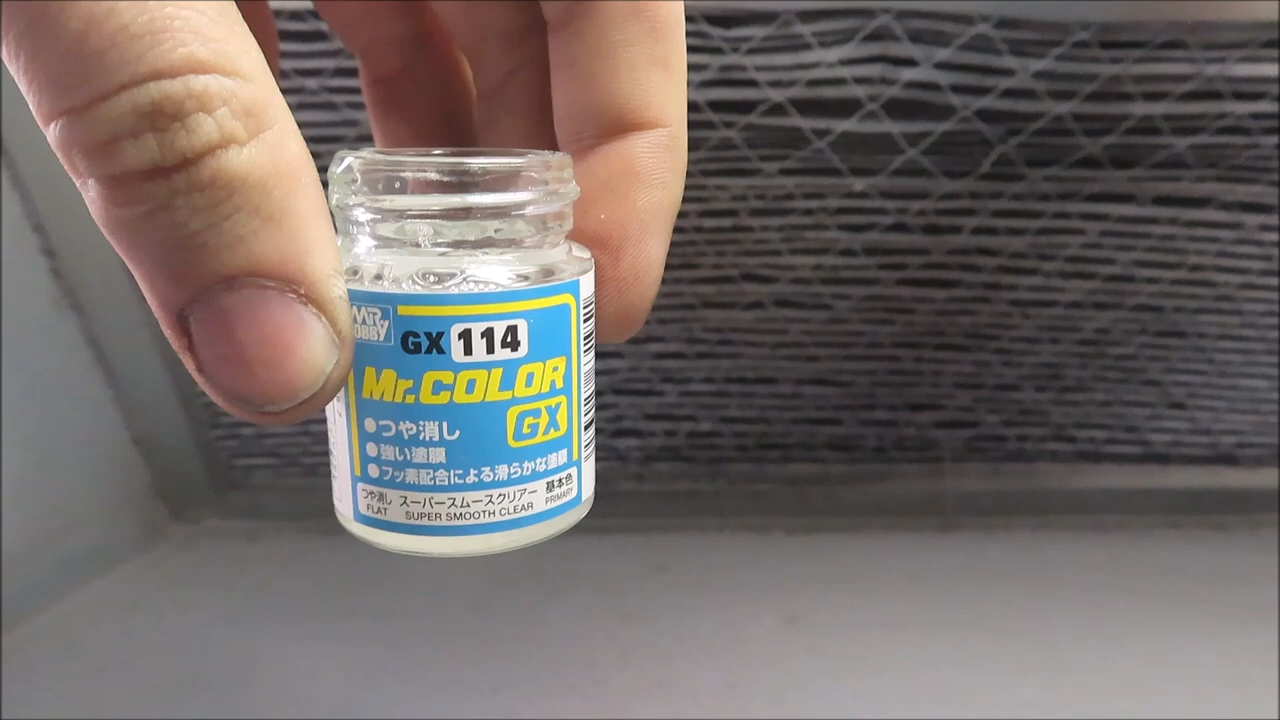 MR.
HOBBY
GX 114
Mr.COLOR
GX
●つや消し
●強い塗膜
●フッ素配合による滑らかな塗膜
つや消し スーパースムースクリアー 基本色
FLAT SUPER SMOOTH CLEAR PRIMARY